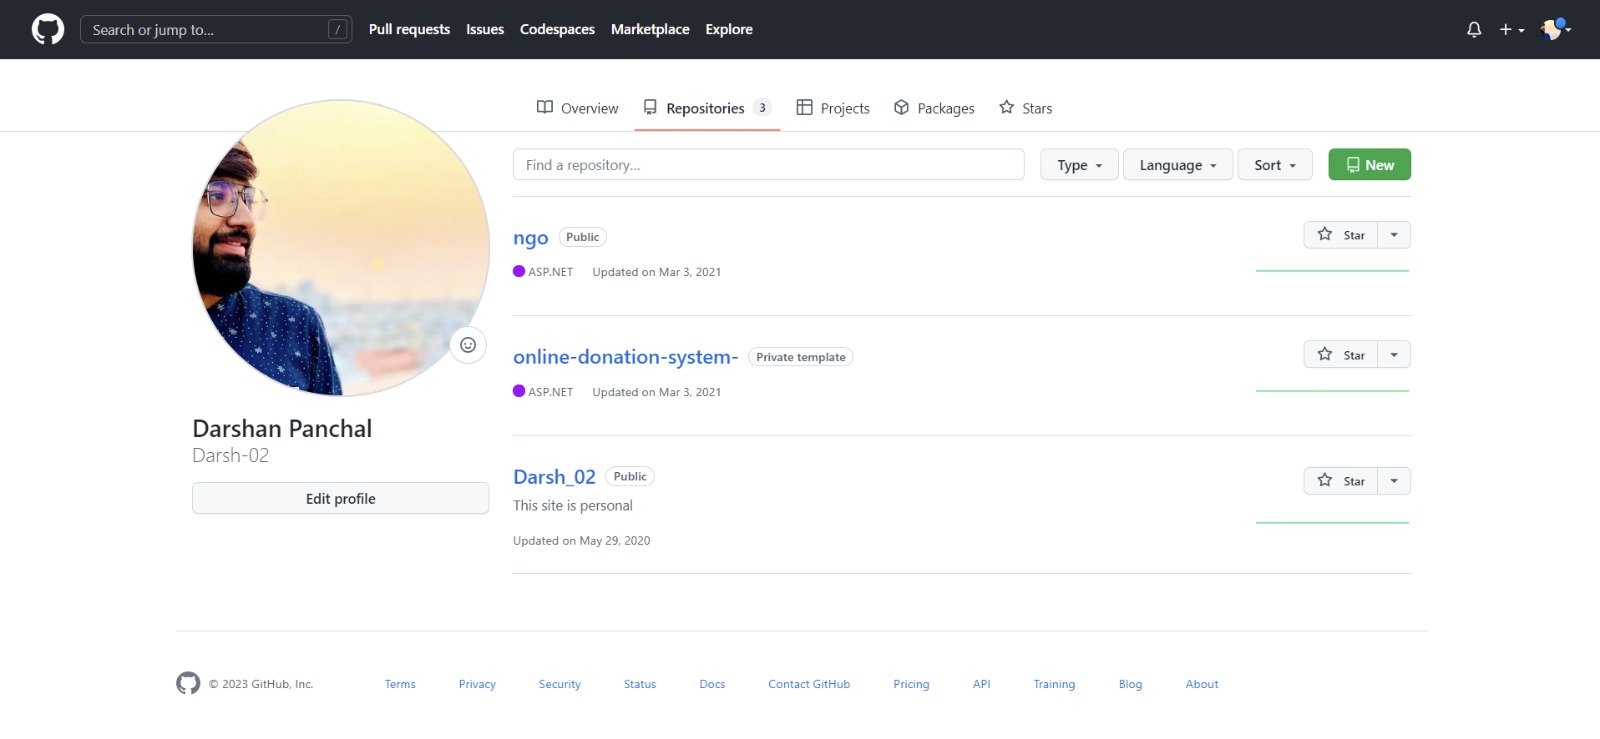 Search or jump to... / Pull requests Issues Codespaces Marketplace Explore
Overview Repositories 3 Projects Packages Stars
Find a repository... Type Language Sort New
ngo Public Star
ASP.NET Updated on Mar 3, 2021
online-donation-system- Private template Star
ASP.NET Updated on Mar 3, 2021
Darshan Panchal
Darsh-02
Edit profile
Darsh_02 Public Star
This site is personal
Updated on May 29, 2020
© 2023 GitHub, Inc. Terms Privacy Security Status Docs Contact GitHub Pricing API Training Blog About